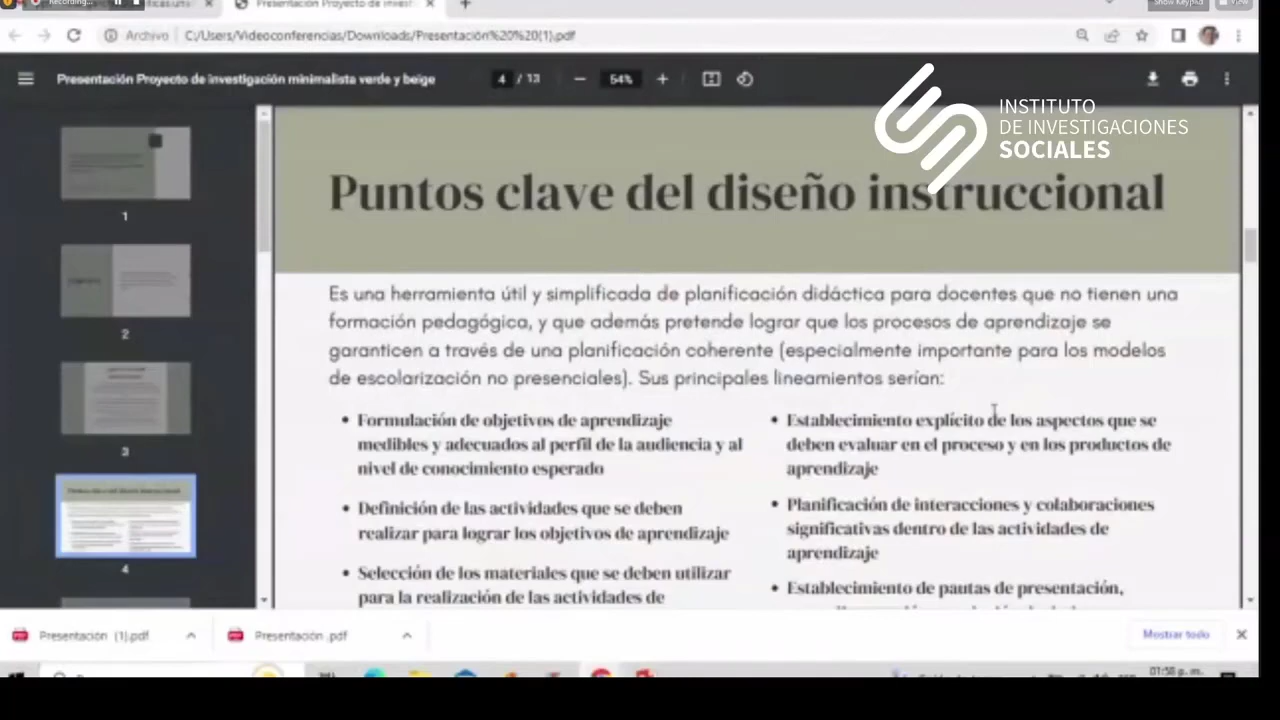 Recording...
Presentación Proyecto de invest
Show Keypad
View
Archivo
C:/Users/Videoconferencias/Downloads/Presentación%20%20(1).pdf
Presentación Proyecto de investigación minimalista verde y beige
4 / 13
54%
INSTITUTO
DE INVESTIGACIONES
SOCIALES
1
2
3
4
Puntos clave del diseño instruccional
Es una herramienta útil y simplificada de planificación didáctica para docentes que no tienen una
formación pedagógica, y que además pretende lograr que los procesos de aprendizaje se
garanticen a través de una planificación coherente (especialmente importante para los modelos
de escolarización no presenciales). Sus principales lineamientos serían:
• Formulación de objetivos de aprendizaje
medibles y adecuados al perfil de la audiencia y al
nivel de conocimiento esperado
• Definición de las actividades que se deben
realizar para lograr los objetivos de aprendizaje
• Selección de los materiales que se deben utilizar
para la realización de las actividades de
• Establecimiento explícito de los aspectos que se
deben evaluar en el proceso y en los productos de
aprendizaje
• Planificación de interacciones y colaboraciones
significativas dentro de las actividades de
aprendizaje
• Establecimiento de pautas de presentación,
Presentación (1).pdf
Presentación .pdf
Mostrar todo
01:58 p. m.